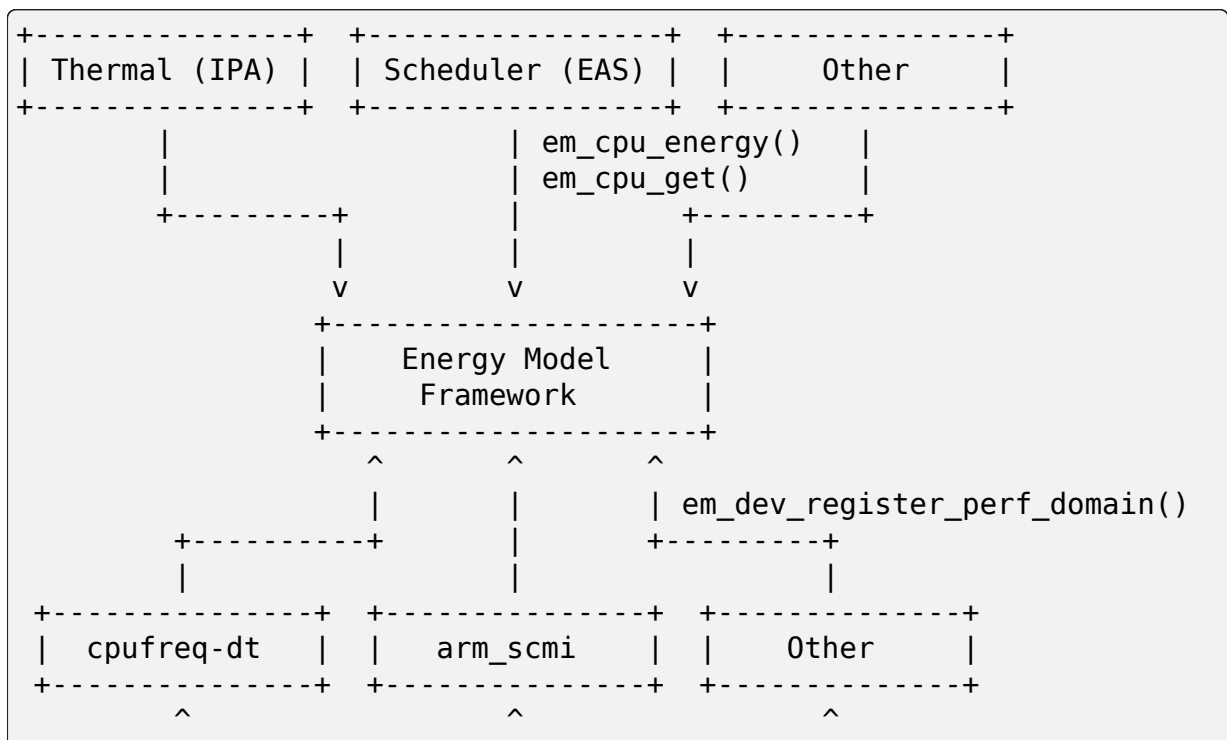 +---------------+  +-----------------+  +---------------+
| Thermal (IPA) |  | Scheduler (EAS) |  |     Other     |
+---------------+  +-----------------+  +---------------+
        |                   | em_cpu_energy()   |
        |                   | em_cpu_get()      |
        +---------+         |         +---------+
                  |         |         |
                  v         v         v
                 +---------------------+
                 |    Energy Model     |
                 |     Framework       |
                 +---------------------+
                    ^       ^       ^
                    |       |       | em_dev_register_perf_domain()
         +----------+       |       +---------+
         |                  |                 |
 +---------------+  +---------------+  +--------------+
 |  cpufreq-dt   |  |   arm_scmi    |  |    Other     |
 +---------------+  +---------------+  +--------------+
         ^                  ^                 ^